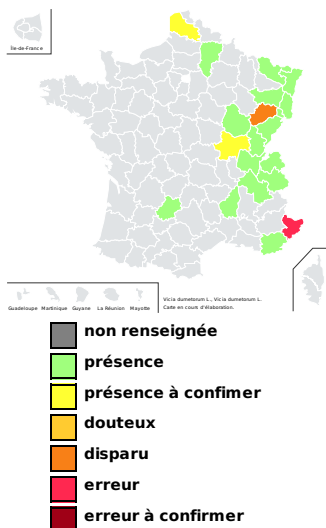 Île-de-France
Vicia dumetorum L., Vicia dumetorum L.
Carte en cours d'élaboration.
Guadeloupe Martinique Guyane La Réunion Mayotte
non renseignée
présence
présence à confimer
douteux
disparu
erreur
erreur à confirmer